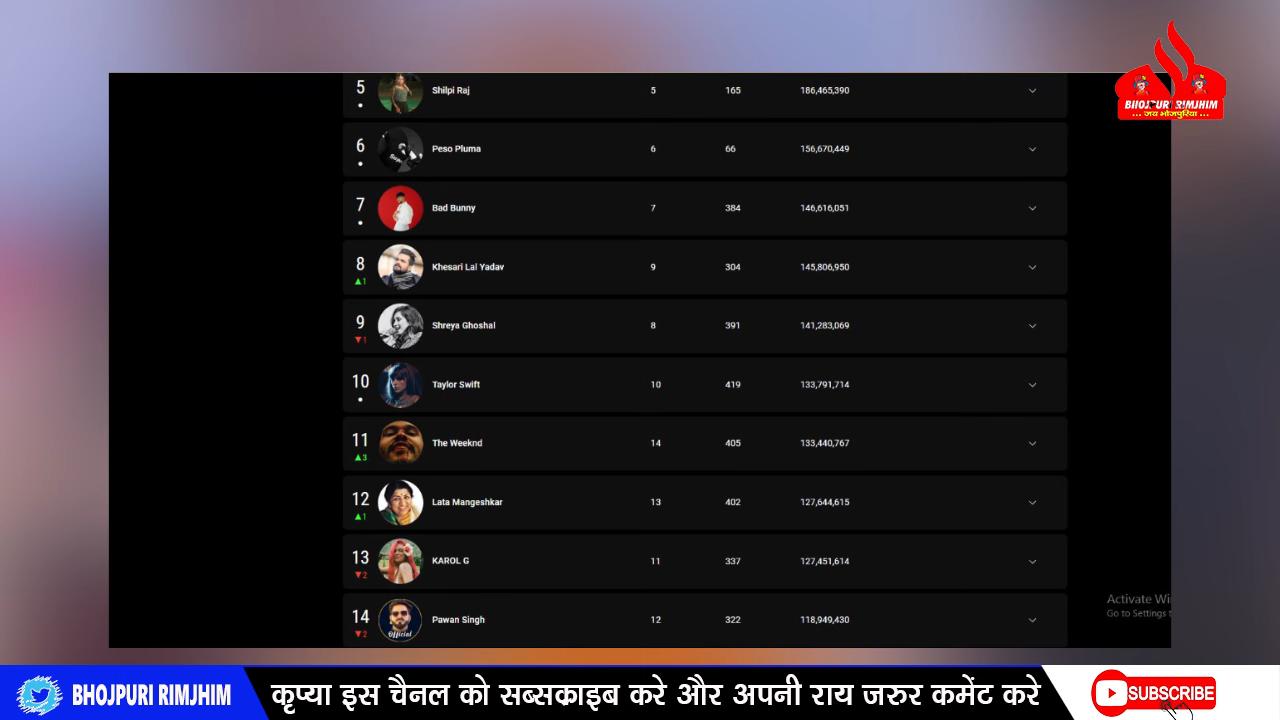 5 Shilpi Raj 5 165 186,465,390
6 Peso Pluma 6 66 156,670,449
7 Bad Bunny 7 384 146,616,051
8 Khesari Lal Yadav 9 304 145,806,950
▲1
9 Shreya Ghoshal 8 391 141,283,069
▼1
10 Taylor Swift 10 419 133,791,714
11 The Weeknd 14 405 133,440,767
▲3
12 Lata Mangeshkar 13 402 127,644,615
▲1
13 KAROL G 11 337 127,451,614
▼2
14 Pawan Singh 12 322 118,949,430
▼2
Official
BHOJPURI RIMJHIM
... जय भोजपुरिया ...
Activate Wi
Go to Settings t
BHOJPURI RIMJHIM
कृप्या इस चैनल को सब्सक्राइब करे और अपनी राय जरुर कमेंट करे
SUBSCRIBE